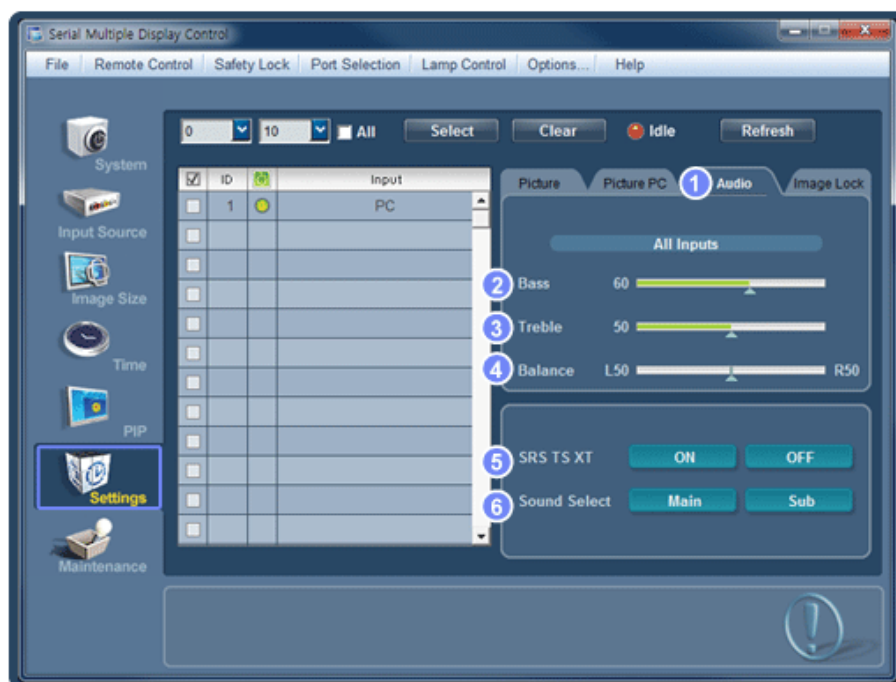 Serial Multiple Display Control
File Remote Control Safety Lock Port Selection Lamp Control Options... Help
0 10 All Select Clear Idle Refresh
System
Input Source
Image Size
Time
PIP
Settings
Maintenance
ID Input
1 PC
Picture Picture PC 1 Audio Image Lock
All Inputs
2 Bass 60
3 Treble 50
4 Balance L50 R50
5 SRS TS XT ON OFF
6 Sound Select Main Sub